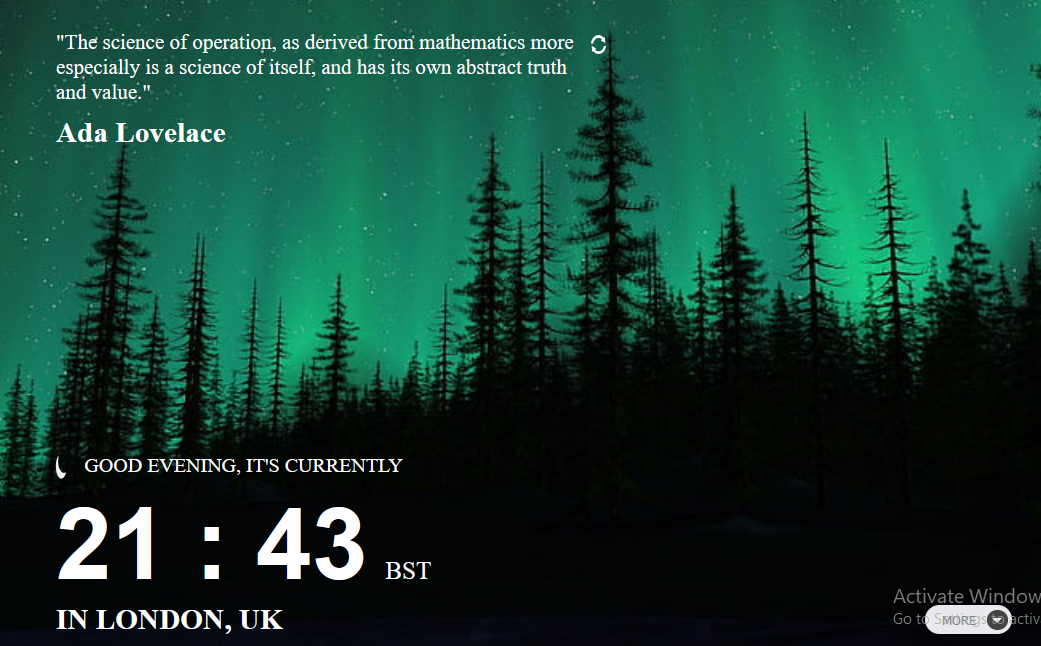 "The science of operation, as derived from mathematics more
especially is a science of itself, and has its own abstract truth
and value."
Ada Lovelace
GOOD EVENING, IT'S CURRENTLY
21 : 43 BST
IN LONDON, UK
Activate Window
Go to Settings to activ
MORE